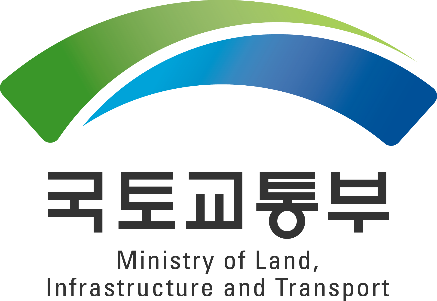 국토교통부
Ministry of Land,
Infrastructure and Transport